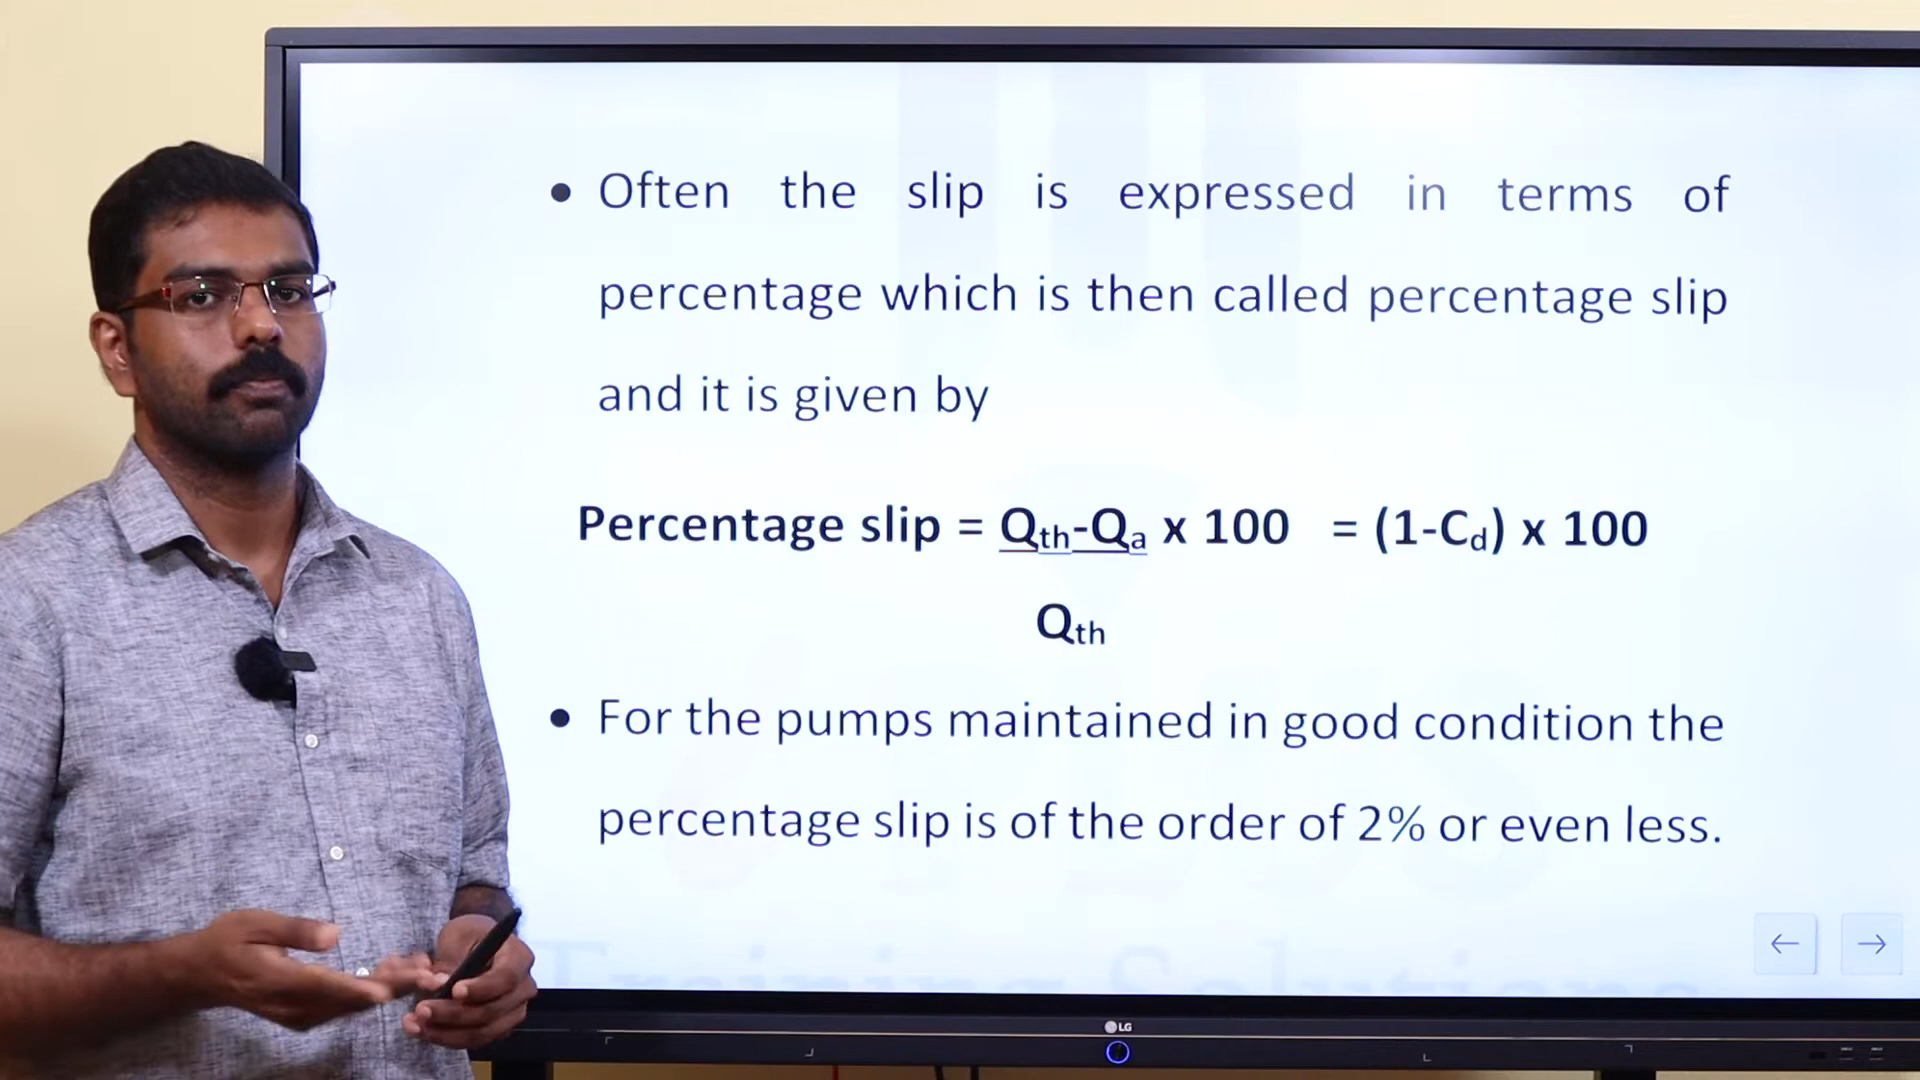 • Often the slip is expressed in terms of
percentage which is then called percentage slip
and it is given by
Percentage slip = Qth-Qa x 100 = (1-Cd) x 100
Qth
• For the pumps maintained in good condition the
percentage slip is of the order of 2% or even less.
Training Solutions
← →
LG